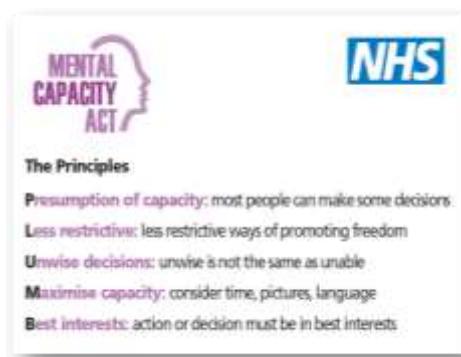 MENTAL
CAPACITY
ACT
NHS
The Principles
Presumption of capacity: most people can make some decisions
Less restrictive: less restrictive ways of promoting freedom
Unwise decisions: unwise is not the same as unable
Maximise capacity: consider time, pictures, language
Best interests: action or decision must be in best interests